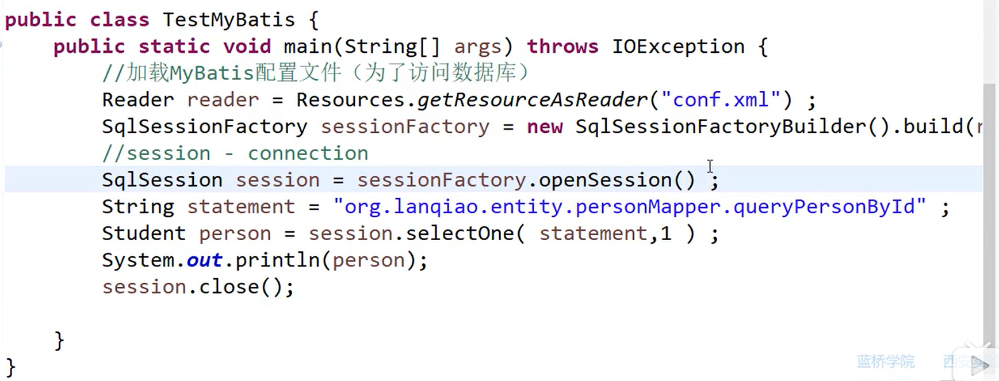 public class TestMyBatis {
public static void main(String[] args) throws IOException {
//加载MyBatis配置文件（为了访问数据库）
Reader reader = Resources.getResourceAsReader("conf.xml") ;
SqlSessionFactory sessionFactory = new SqlSessionFactoryBuilder().build(r
//session - connection
SqlSession session = sessionFactory.openSession() ;
String statement = "org.lanqiao.entity.personMapper.queryPersonById" ;
Student person = session.selectOne( statement,1 ) ;
System.out.println(person);
session.close();
}
}
蓝桥学院 西安